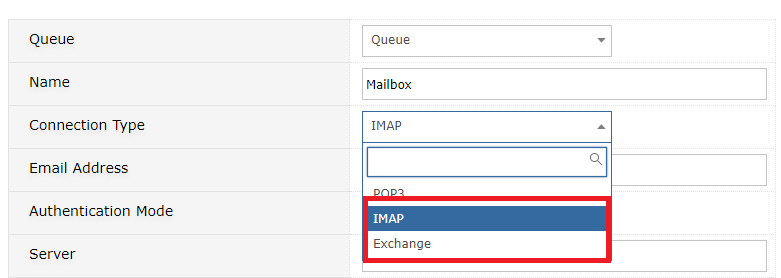 Queue Queue
Name Mailbox
Connection Type IMAP
Email Address
POP3
IMAP
Authentication Mode
Exchange
Server